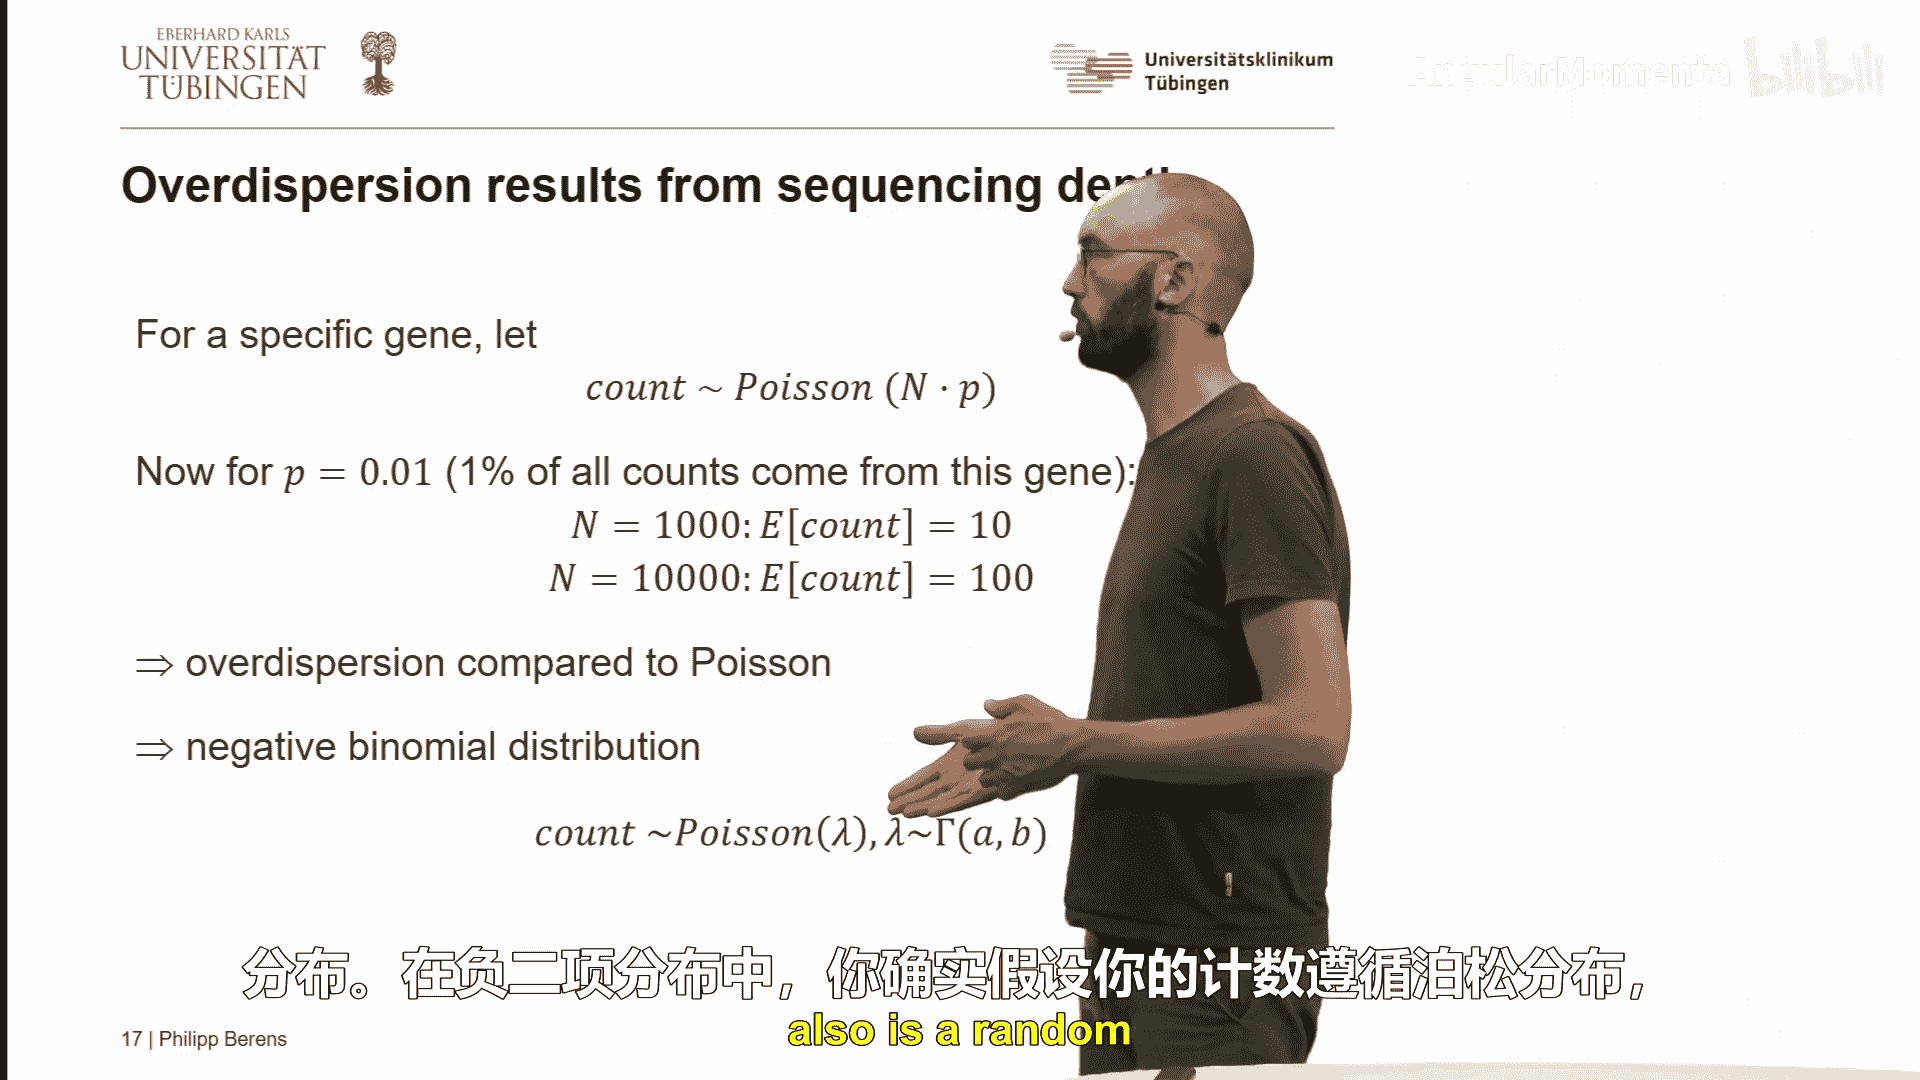 EBERHARD KARLS
UNIVERSITÄT
TÜBINGEN
Universitätsklinikum
Tübingen
AngularMomenta bilibili
Overdispersion results from sequencing
For a specific gene, let
count ~ Poisson (N · p)
Now for p = 0.01 (1% of all counts come from this gene):
N = 1000: E[count] = 10
N = 10000: E[count] = 100
⇒ overdispersion compared to Poisson
⇒ negative binomial distribution
count ~Poisson(λ), λ~Γ(a, b)
分布。在负二项分布中，你确实假设你的计数遵循泊松分布，
also is a random
17 | Philipp Berens